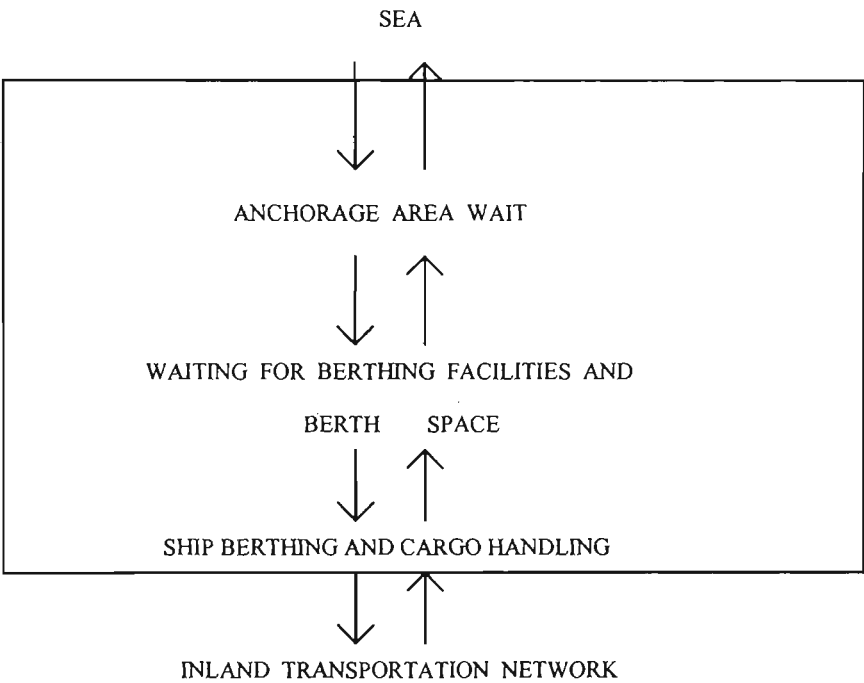 SEA
ANCHORAGE AREA WAIT
WAITING FOR BERTHING FACILITIES AND
BERTH SPACE
SHIP BERTHING AND CARGO HANDLING
INLAND TRANSPORTATION NETWORK